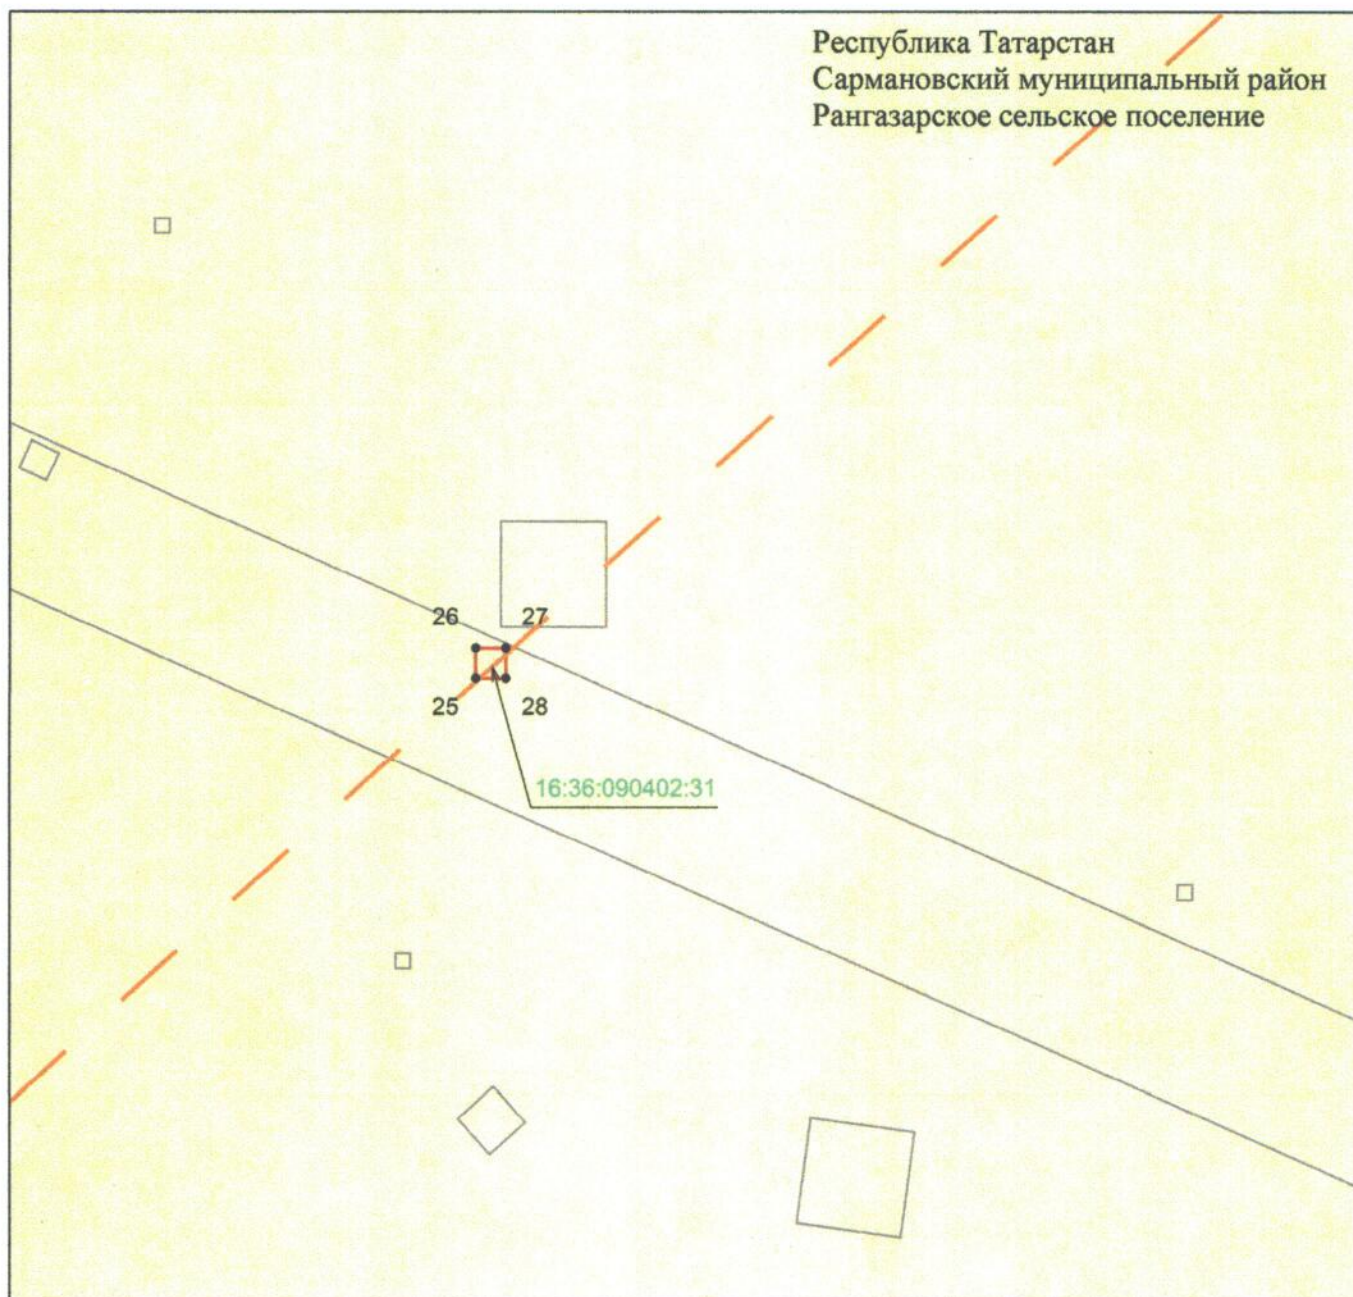 Республика Татарстан
Сармановский муниципальный район
Рангазарское сельское поселение
26
27
25
28
16:36:090402:31